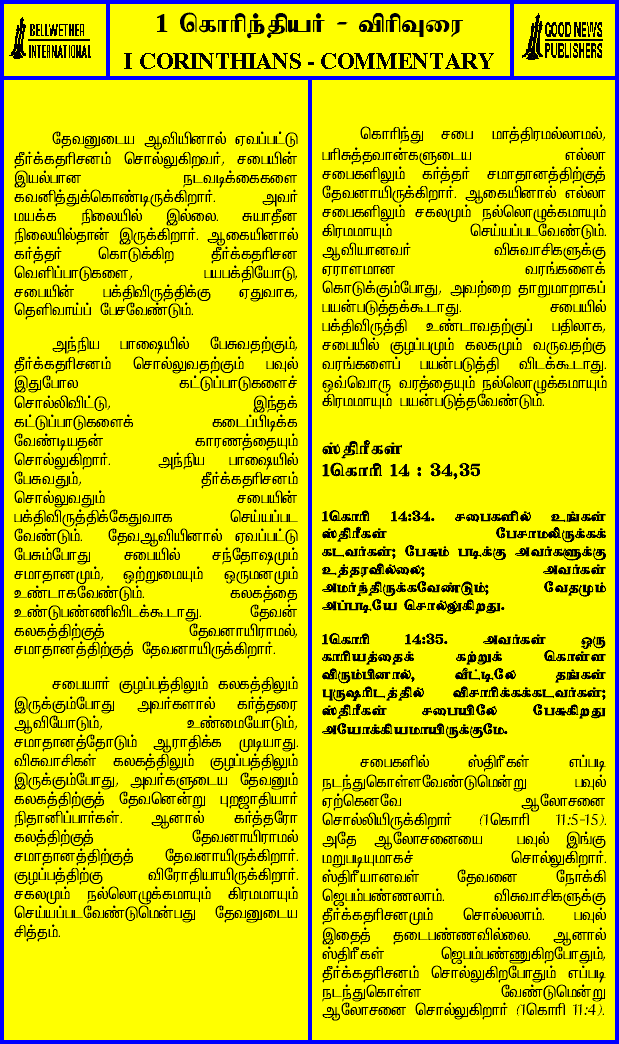 BELLWETHER
INTERNATIONAL
1 கொரிந்தியர் - விரிவுரை
I CORINTHIANS - COMMENTARY
GOOD NEWS
PUBLISHERS
தேவனுடைய ஆவியினால் ஏவப்பட்டு
தீர்க்கதரிசனம் சொல்லுகிறவர், சபையின்
இயல்பான நடவடிக்கைகளை
கவனித்துக்கொண்டிருக்கிறார். அவர்
மயக்க நிலையில் இல்லை. சுயாதீன
நிலையில்தான் இருக்கிறார். ஆகையினால்
கர்த்தர் கொடுக்கிற தீர்க்கதரிசன
வெளிப்பாடுகளை, பயபக்தியோடு,
சபையின் பக்திவிருத்திக்கு ஏதுவாக,
தெளிவாய்ப் பேசவேண்டும்.
அந்நிய பாஷையில் பேசுவதற்கும்,
தீர்க்கதரிசனம் சொல்லுவதற்கும் பவுல்
இதுபோல கட்டுப்பாடுகளைச்
சொல்லிவிட்டு, இந்தக்
கட்டுப்பாடுகளைக் கடைப்பிடிக்க
வேண்டியதன் காரணத்தையும்
சொல்லுகிறார். அந்நிய பாஷையில்
பேசுவதும், தீர்க்கதரிசனம்
சொல்லுவதும் சபையின்
பக்திவிருத்திக்கேதுவாக செய்யப்பட
வேண்டும். தேவஆவியினால் ஏவப்பட்டு
பேசும்போது சபையில் சந்தோஷமும்
சமாதானமும், ஒற்றுமையும் ஒருமனமும்
உண்டாகவேண்டும். கலகத்தை
உண்டுபண்ணிவிடக்கூடாது. தேவன்
கலகத்திற்குத் தேவனாயிராமல்,
சமாதானத்திற்குத் தேவனாயிருக்கிறார்.
சபையார் குழப்பத்திலும் கலகத்திலும்
இருக்கும்போது அவர்களால் கர்த்தரை
ஆவியோடும், உண்மையோடும்,
சமாதானத்தோடும் ஆராதிக்க முடியாது.
விசுவாசிகள் கலகத்திலும் குழப்பத்திலும்
இருக்கும்போது, அவர்களுடைய தேவனும்
கலகத்திற்குத் தேவனென்று புறஜாதியார்
நிதானிப்பார்கள். ஆனால் கர்த்தரோ
கலத்திற்குத் தேவனாயிராமல்
சமாதானத்திற்குத் தேவனாயிருக்கிறார்.
குழப்பத்திற்கு விரோதியாயிருக்கிறார்.
சகலமும் நல்லொழுக்கமாயும் கிரமமாயும்
செய்யப்படவேண்டுமென்பது தேவனுடைய
சித்தம்.
கொரிந்து சபை மாத்திரமல்லாமல்,
பரிசுத்தவான்களுடைய எல்லா
சபைகளிலும் கர்த்தர் சமாதானத்திற்குத்
தேவனாயிருக்கிறார். ஆகையினால் எல்லா
சபைகளிலும் சகலமும் நல்லொழுக்கமாயும்
கிரமமாயும் செய்யப்படவேண்டும்.
ஆவியானவர் விசுவாசிகளுக்கு
ஏராளமான வரங்களைக்
கொடுக்கும்போது, அவற்றை தாறுமாறாகப்
பயன்படுத்தக்கூடாது. சபையில்
பக்திவிருத்தி உண்டாவதற்குப் பதிலாக,
சபையில் குழப்பமும் கலகமும் வருவதற்கு
வரங்களைப் பயன்படுத்தி விடக்கூடாது.
ஒவ்வொரு வரத்தையும் நல்லொழுக்கமாயும்
கிரமமாயும் பயன்படுத்தவேண்டும்.
ஸ்திரீகள்
1கொரி 14 : 34,35
1கொரி 14:34. சபைகளில் உங்கள்
ஸ்திரீகள் பேசாமலிருக்கக்
கடவர்கள்; பேசும் படிக்கு அவர்களுக்கு
உத்தரவில்லை; அவர்கள்
அமர்ந்திருக்கவேண்டும்; வேதமும்
அப்படியே சொல்லுகிறது.
1கொரி 14:35. அவர்கள் ஒரு
காரியத்தைக் கற்றுக் கொள்ள
விரும்பினால், வீட்டிலே தங்கள்
புருஷரிடத்தில் விசாரிக்கக்கடவர்கள்;
ஸ்திரீகள் சபையிலே பேசுகிறது
அயோக்கியமாயிருக்குமே.
சபைகளில் ஸ்திரீகள் எப்படி
நடந்துகொள்ளவேண்டுமென்று பவுல்
ஏற்கெனவே ஆலோசனை
சொல்லியிருக்கிறார் (1கொரி 11:5-15).
அதே ஆலோசனையை பவுல் இங்கு
மறுபடியுமாகச் சொல்லுகிறார்.
ஸ்திரீயானவள் தேவனை நோக்கி
ஜெபம்பண்ணலாம். விசுவாசிகளுக்கு
தீர்க்கதரிசனமும் சொல்லலாம். பவுல்
இதைத் தடைபண்ணவில்லை. ஆனால்
ஸ்திரீகள் ஜெபம்பண்ணுகிறபோதும்,
தீர்க்கதரிசனம் சொல்லுகிறபோதும் எப்படி
நடந்துகொள்ள வேண்டுமென்று
ஆலோசனை சொல்லுகிறார் (1கொரி 11:4).